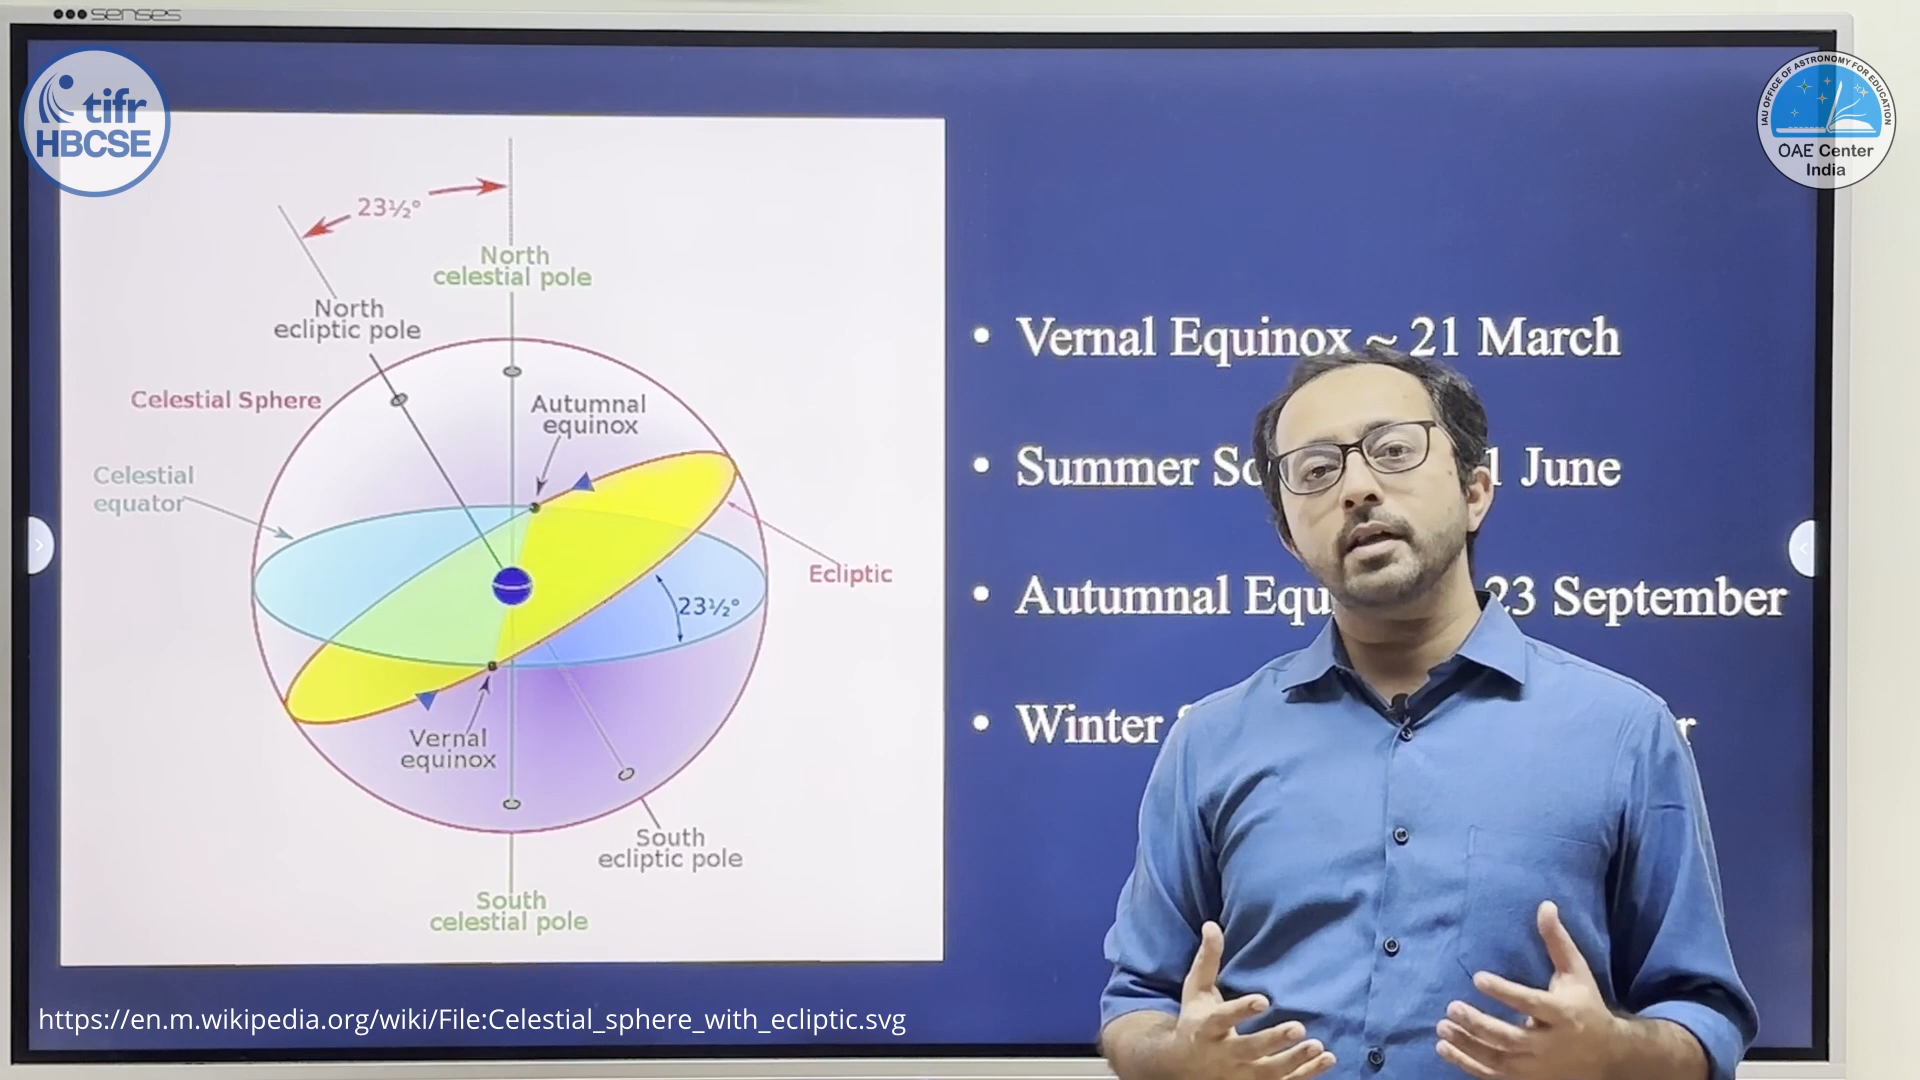 senses
tifr
HBCSE
IAU OFFICE OF ASTRONOMY FOR EDUCATION
OAE Center
India
23½°
North
celestial pole
North
ecliptic pole
Celestial Sphere
Autumnal
equinox
Celestial
equator
Ecliptic
23½°
Vernal
equinox
South
ecliptic pole
South
celestial pole
• Vernal Equinox ~ 21 March
• Summer June
• Autumnal 23 September
• Winter
https://en.m.wikipedia.org/wiki/File:Celestial_sphere_with_ecliptic.svg